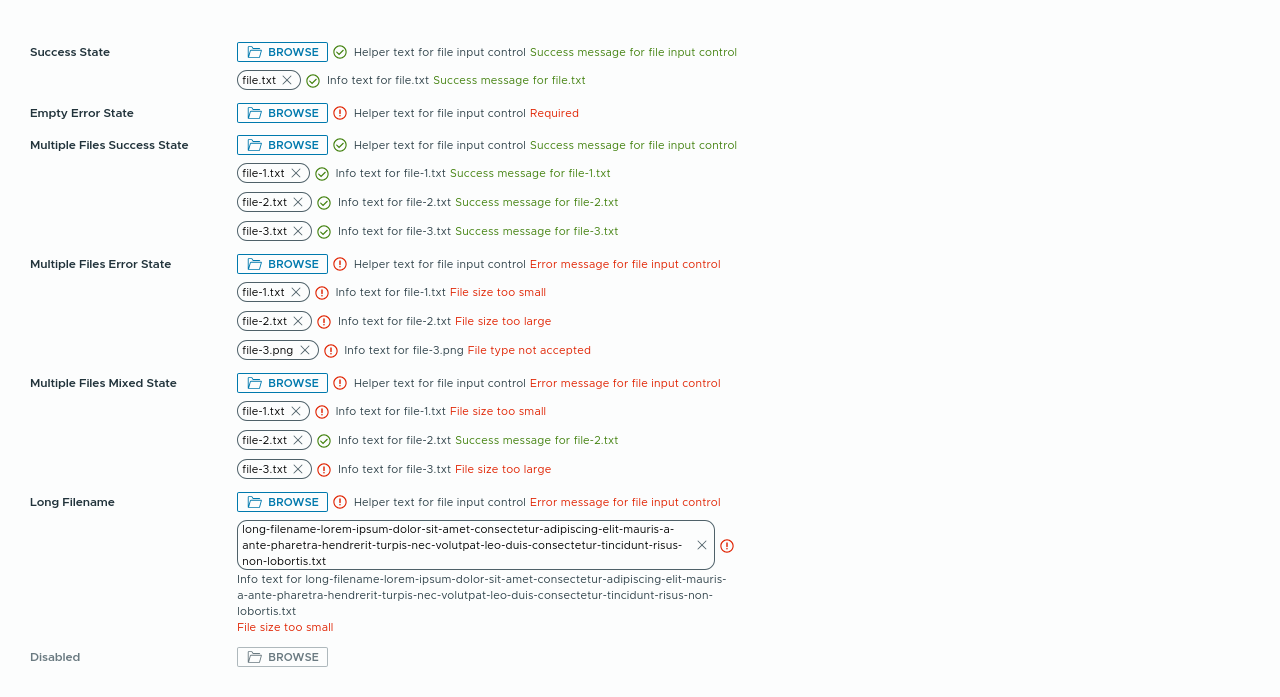 Success State BROWSE Helper text for file input control Success message for file input control
file.txt Info text for file.txt Success message for file.txt
Empty Error State BROWSE Helper text for file input control Required
Multiple Files Success State BROWSE Helper text for file input control Success message for file input control
file-1.txt Info text for file-1.txt Success message for file-1.txt
file-2.txt Info text for file-2.txt Success message for file-2.txt
file-3.txt Info text for file-3.txt Success message for file-3.txt
Multiple Files Error State BROWSE Helper text for file input control Error message for file input control
file-1.txt Info text for file-1.txt File size too small
file-2.txt Info text for file-2.txt File size too large
file-3.png Info text for file-3.png File type not accepted
Multiple Files Mixed State BROWSE Helper text for file input control Error message for file input control
file-1.txt Info text for file-1.txt File size too small
file-2.txt Info text for file-2.txt Success message for file-2.txt
file-3.txt Info text for file-3.txt File size too large
Long Filename BROWSE Helper text for file input control Error message for file input control
long-filename-lorem-ipsum-dolor-sit-amet-consectetur-adipiscing-elit-mauris-a-
ante-pharetra-hendrerit-turpis-nec-volutpat-leo-duis-consectetur-tincidunt-risus-
non-lobortis.txt
Info text for long-filename-lorem-ipsum-dolor-sit-amet-consectetur-adipiscing-elit-mauris-
a-ante-pharetra-hendrerit-turpis-nec-volutpat-leo-duis-consectetur-tincidunt-risus-non-
lobortis.txt
File size too small
Disabled BROWSE